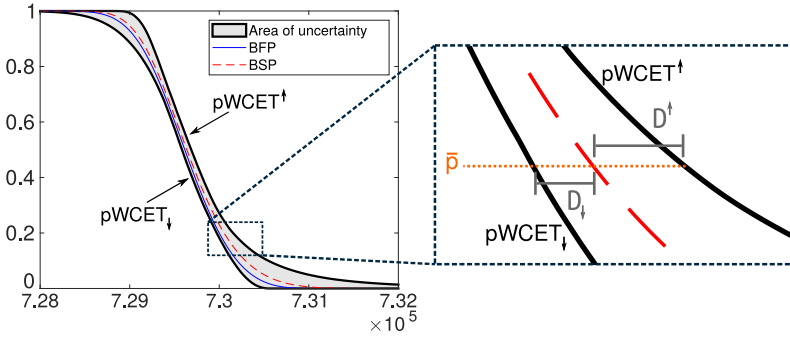 1
0.8
0.6
0.4
0.2
0
7.28
7.29
7.3
7.31
7.32
×10⁵
Area of uncertainty
BFP
BSP
pWCET↑
pWCET↓
pWCET↑
D↑
p̄
D↓
pWCET↓